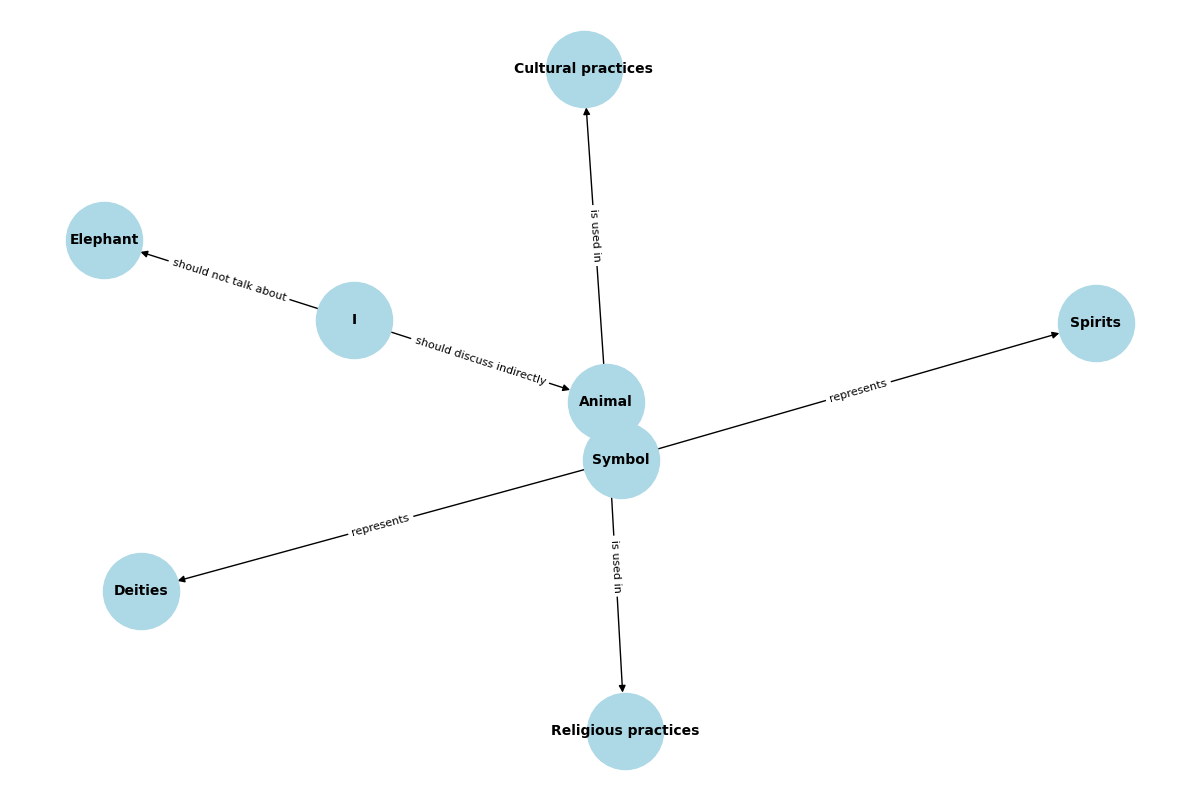 Cultural practices
is used in
Elephant
should not talk about
I
should discuss indirectly
Spirits
represents
Animal
Symbol
represents
is used in
Deities
Religious practices